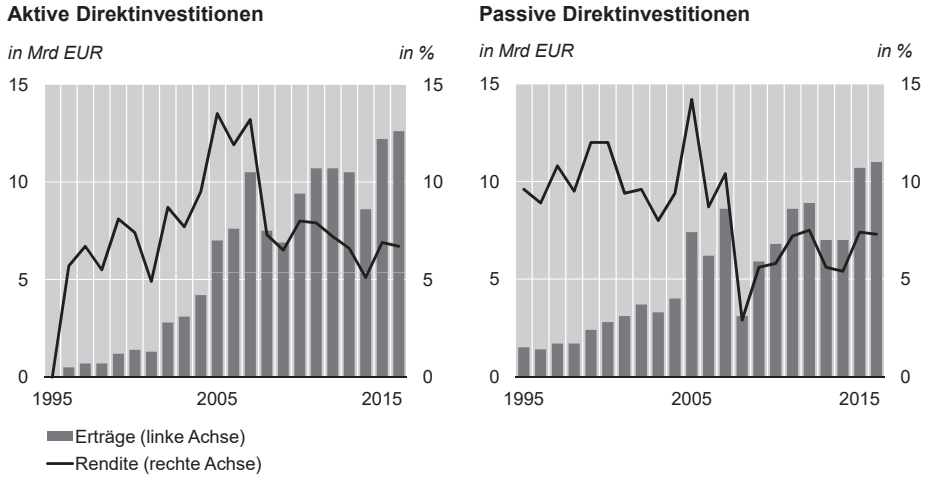 Aktive Direktinvestitionen
in Mrd EUR in %
15 15
10 10
5 5
0 0
1995 2005 2015
Erträge (linke Achse)
Rendite (rechte Achse)
Passive Direktinvestitionen
in Mrd EUR in %
15 15
10 10
5 5
0 0
1995 2005 2015